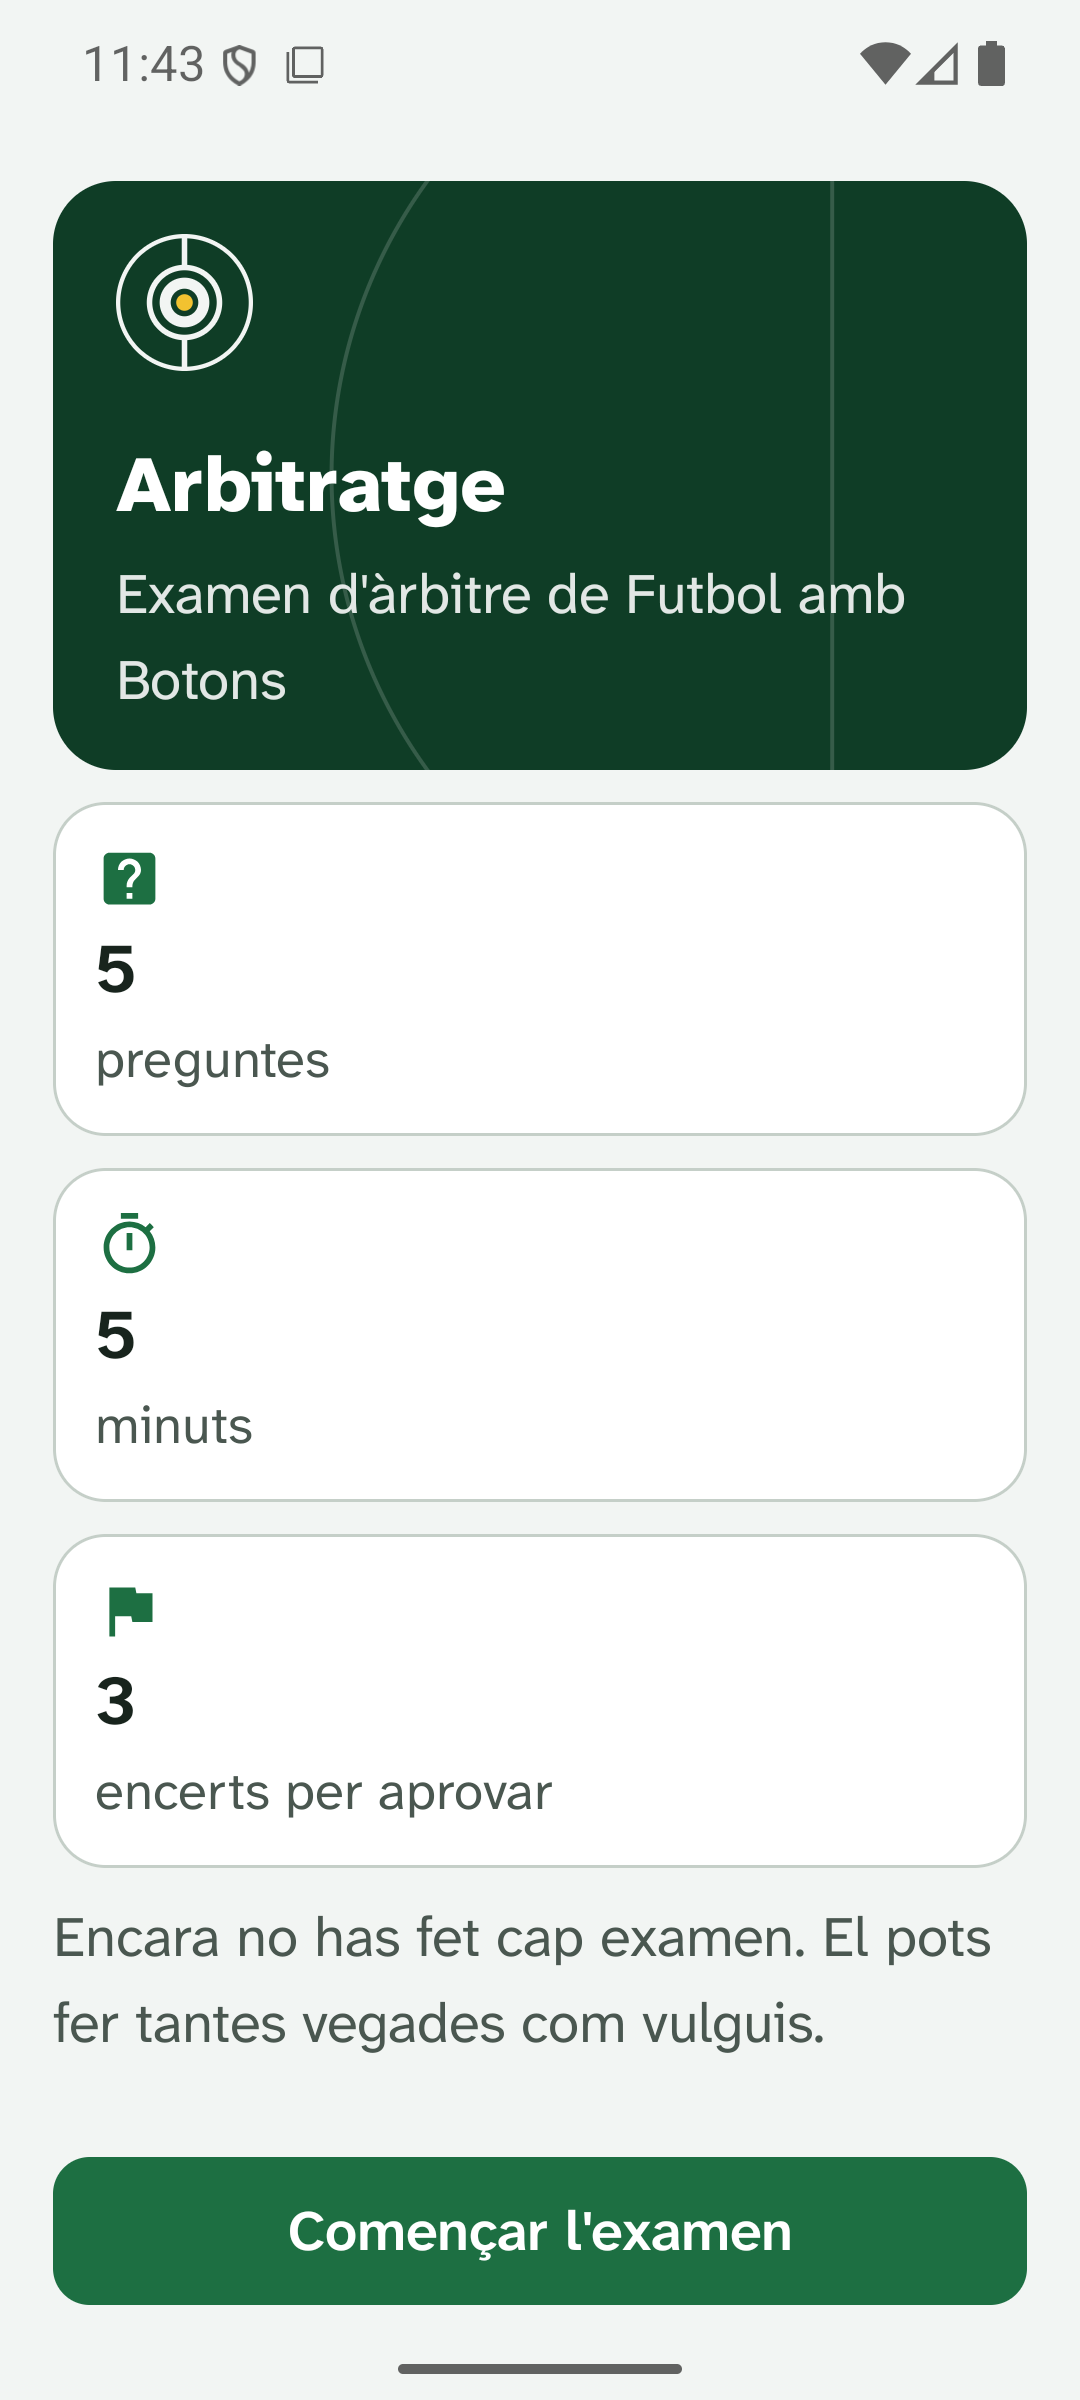 11:43
Arbitratge
Examen d'àrbitre de Futbol amb
Botons
?
5
preguntes
5
minuts
3
encerts per aprovar
Encara no has fet cap examen. El pots
fer tantes vegades com vulguis.
Començar l'examen